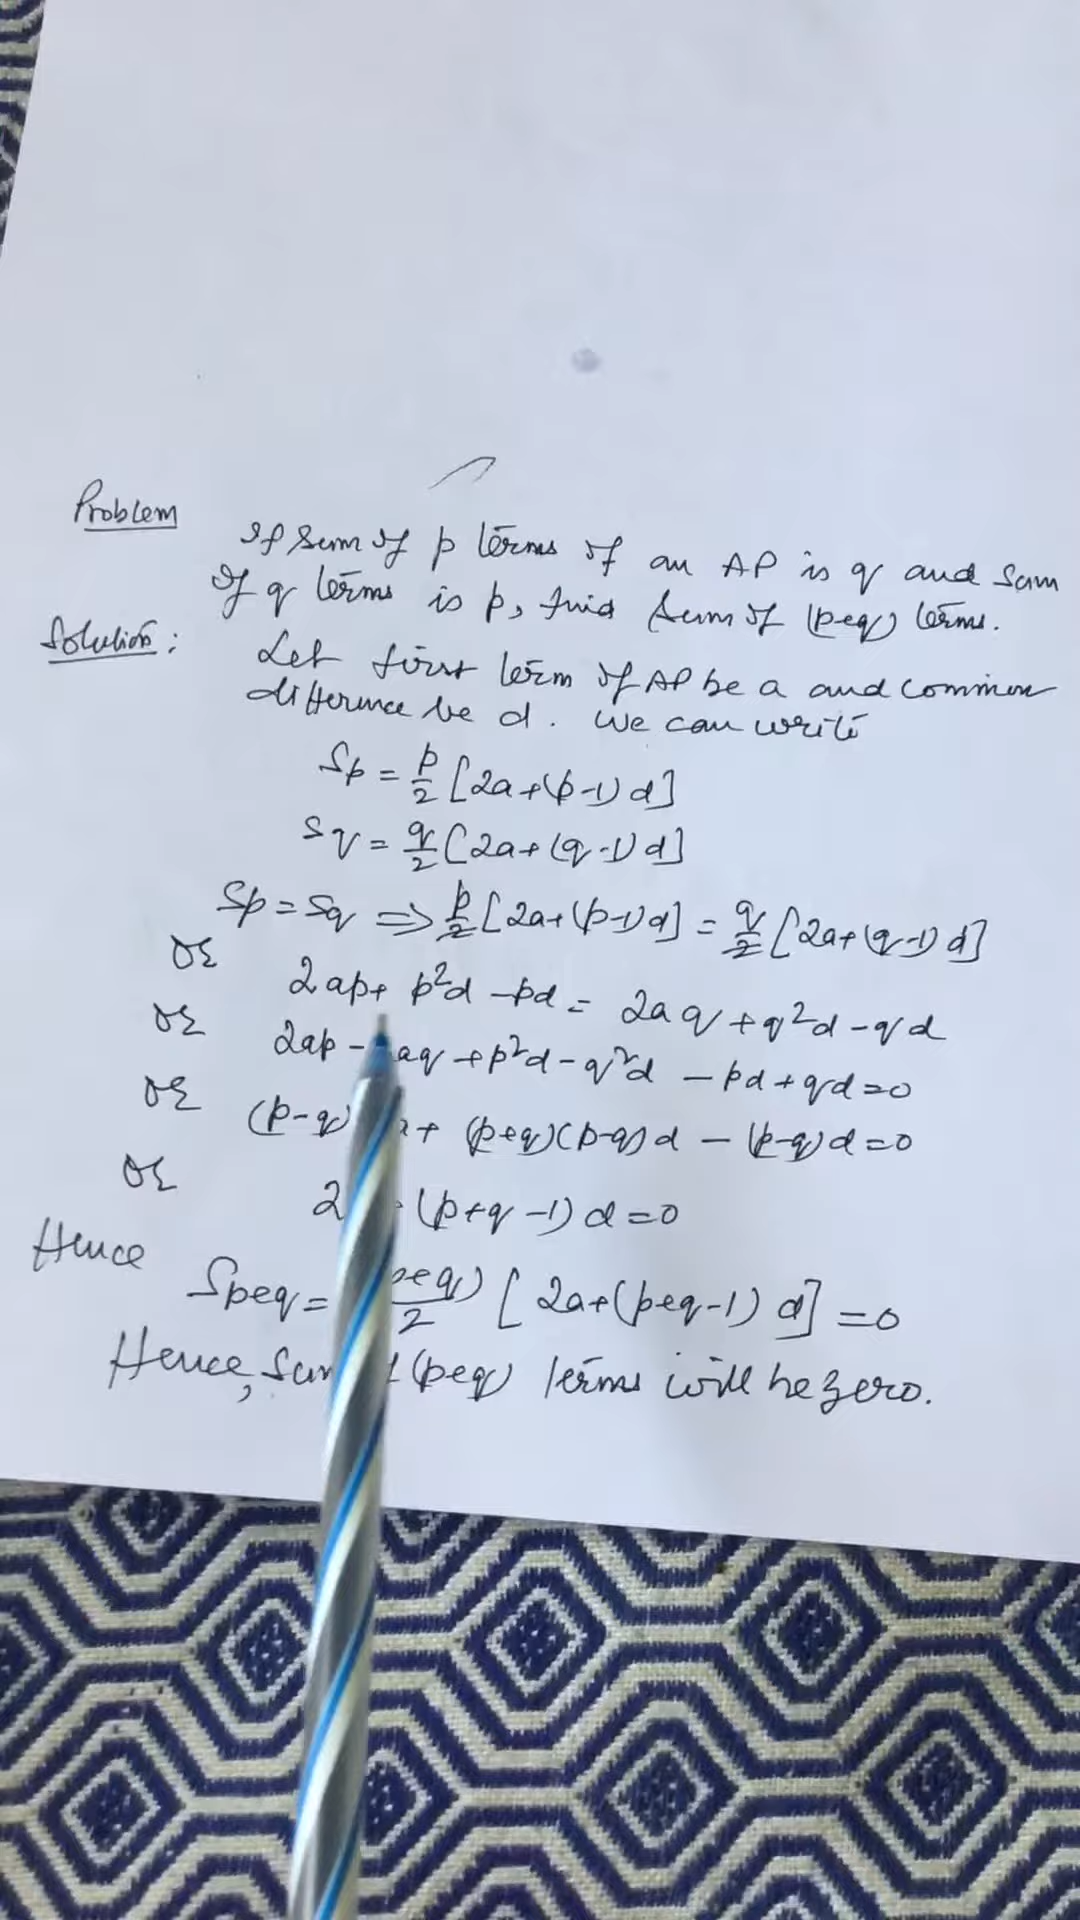 Problem
If Sum of p terms of an AP is q and Sum
of q terms is p, find Sum of (p+q) terms.
Solution: Let first term of AP be a and common
difference be d. We can write
Sp = p/2 [2a+(p-1)d]
Sq = q/2 [2a+(q-1)d]
Sp = Sq ⇒ p/2 [2a+(p-1)d] = q/2 [2a+(q-1)d]
or 2ap + p²d - pd = 2aq + q²d - qd
or 2ap - aq + p²d - q²d - pd + qd = 0
or (p-q) + (p+q)(p-q)d - (p-q)d = 0
or 2 (p+q-1)d = 0
Hence Sp+q = p+q)/2 [2a+(p+q-1)d] = 0
Hence, (p+q) terms will be zero.